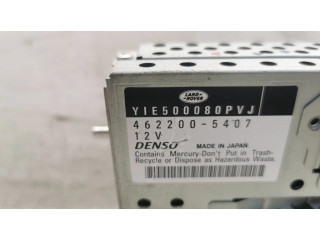 LAND-
ROVER
YIE500080PVJ
462200-5407
12V
DENSO MADE IN JAPAN
Contains Mercury-Don't Put in Trash-
Recycle or Dispose as Hazardous Waste.